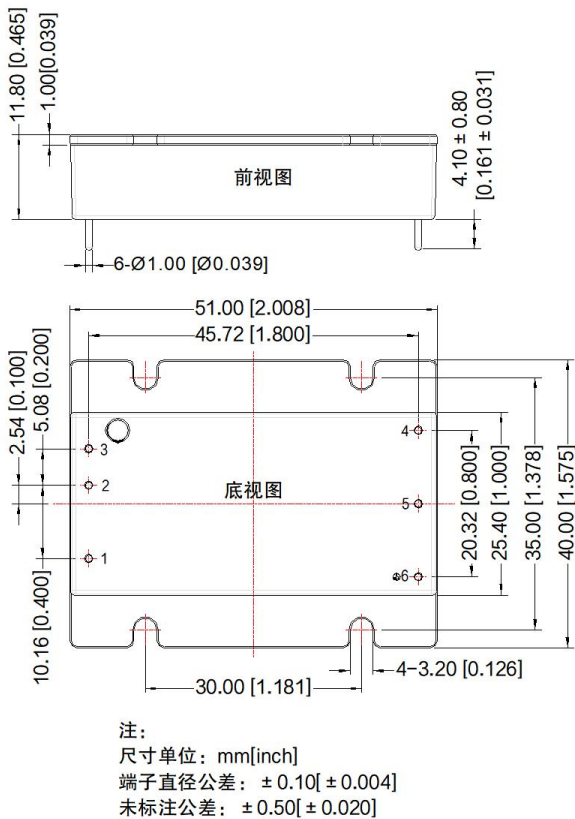 11.80 [0.465]
1.00[0.039]
4.10 ± 0.80
[0.161 ± 0.031]
前视图
6-Ø1.00 [Ø0.039]
51.00 [2.008]
45.72 [1.800]
2.54 [0.100]
5.08 [0.200]
10.16 [0.400]
3
2
1
底视图
4
5
6
20.32 [0.800]
25.40 [1.000]
35.00 [1.378]
40.00 [1.575]
4-3.20 [0.126]
30.00 [1.181]
注:
尺寸单位: mm[inch]
端子直径公差: ± 0.10[ ± 0.004]
未标注公差: ± 0.50[ ± 0.020]